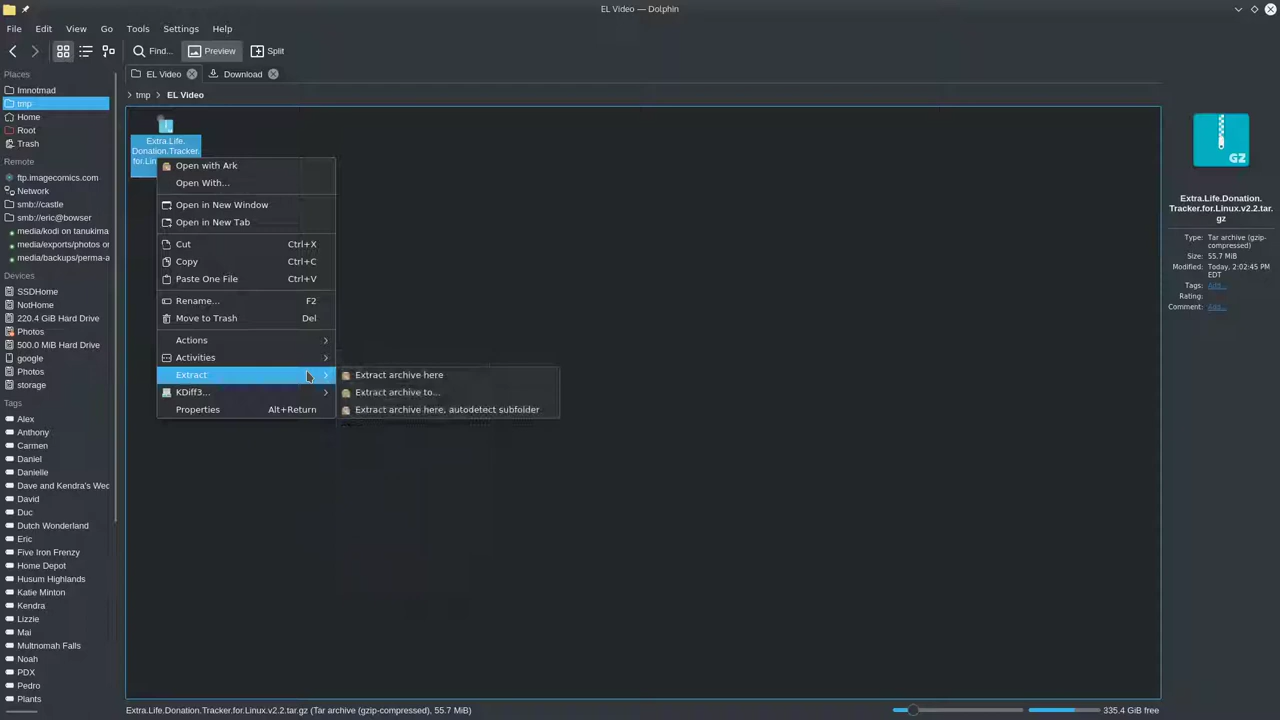 EL Video — Dolphin
File Edit View Go Tools Settings Help
Find... Preview Split
Places
Imnotmad
tmp
Home
Root
Trash
Remote
ftp.imagecomics.com
Network
smb://castle
smb://eric@bowser
media/kodi on tanukima
media/exports/photos or
media/backups/perma-a
Devices
SSDHome
NotHome
220.4 GiB Hard Drive
Photos
500.0 MiB Hard Drive
google
Photos
storage
Tags
Alex
Anthony
Carmen
Daniel
Danielle
Dave and Kendra's Wec
David
Duc
Dutch Wonderland
Eric
Five Iron Frenzy
Home Depot
Husum Highlands
Katie Minton
Kendra
Lizzie
Mai
Multnomah Falls
Noah
PDX
Pedro
Plants
EL Video Download
tmp EL Video
Extra.Life.
Donation.Tracker.
for.Lin
Open with Ark
Open With...
Open in New Window
Open in New Tab
Cut Ctrl+X
Copy Ctrl+C
Paste One File Ctrl+V
Rename... F2
Move to Trash Del
Actions
Activities
Extract
KDiff3...
Properties Alt+Return
Extract archive here
Extract archive to...
Extract archive here, autodetect subfolder
GZ
Extra.Life.Donation.
Tracker.for.Linux.v2.2.tar.
gz
Type: Tar archive (gzip-
compressed)
Size: 55.7 MiB
Modified: Today, 2:02:45 PM
EDT
Tags: Add...
Rating:
Comment: Add...
Extra.Life.Donation.Tracker.for.Linux.v2.2.tar.gz (Tar archive (gzip-compressed), 55.7 MiB)
335.4 GiB free